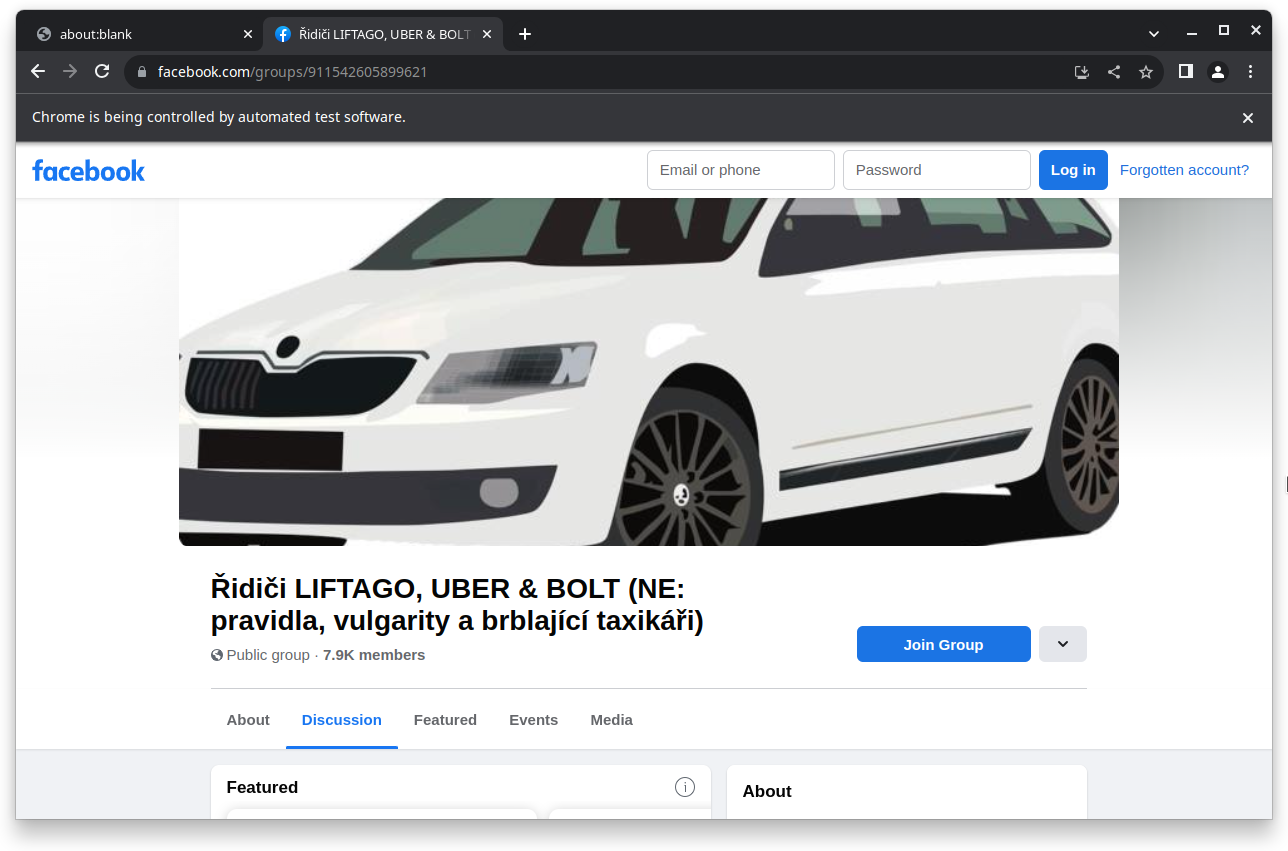 about:blank
Řidiči LIFTAGO, UBER & BOLT
facebook.com/groups/911542605899621
Chrome is being controlled by automated test software.
facebook
Email or phone
Password
Log in
Forgotten account?
Řidiči LIFTAGO, UBER & BOLT (NE:
pravidla, vulgarity a brblající taxikáři)
Public group · 7.9K members
Join Group
About
Discussion
Featured
Events
Media
Featured
About